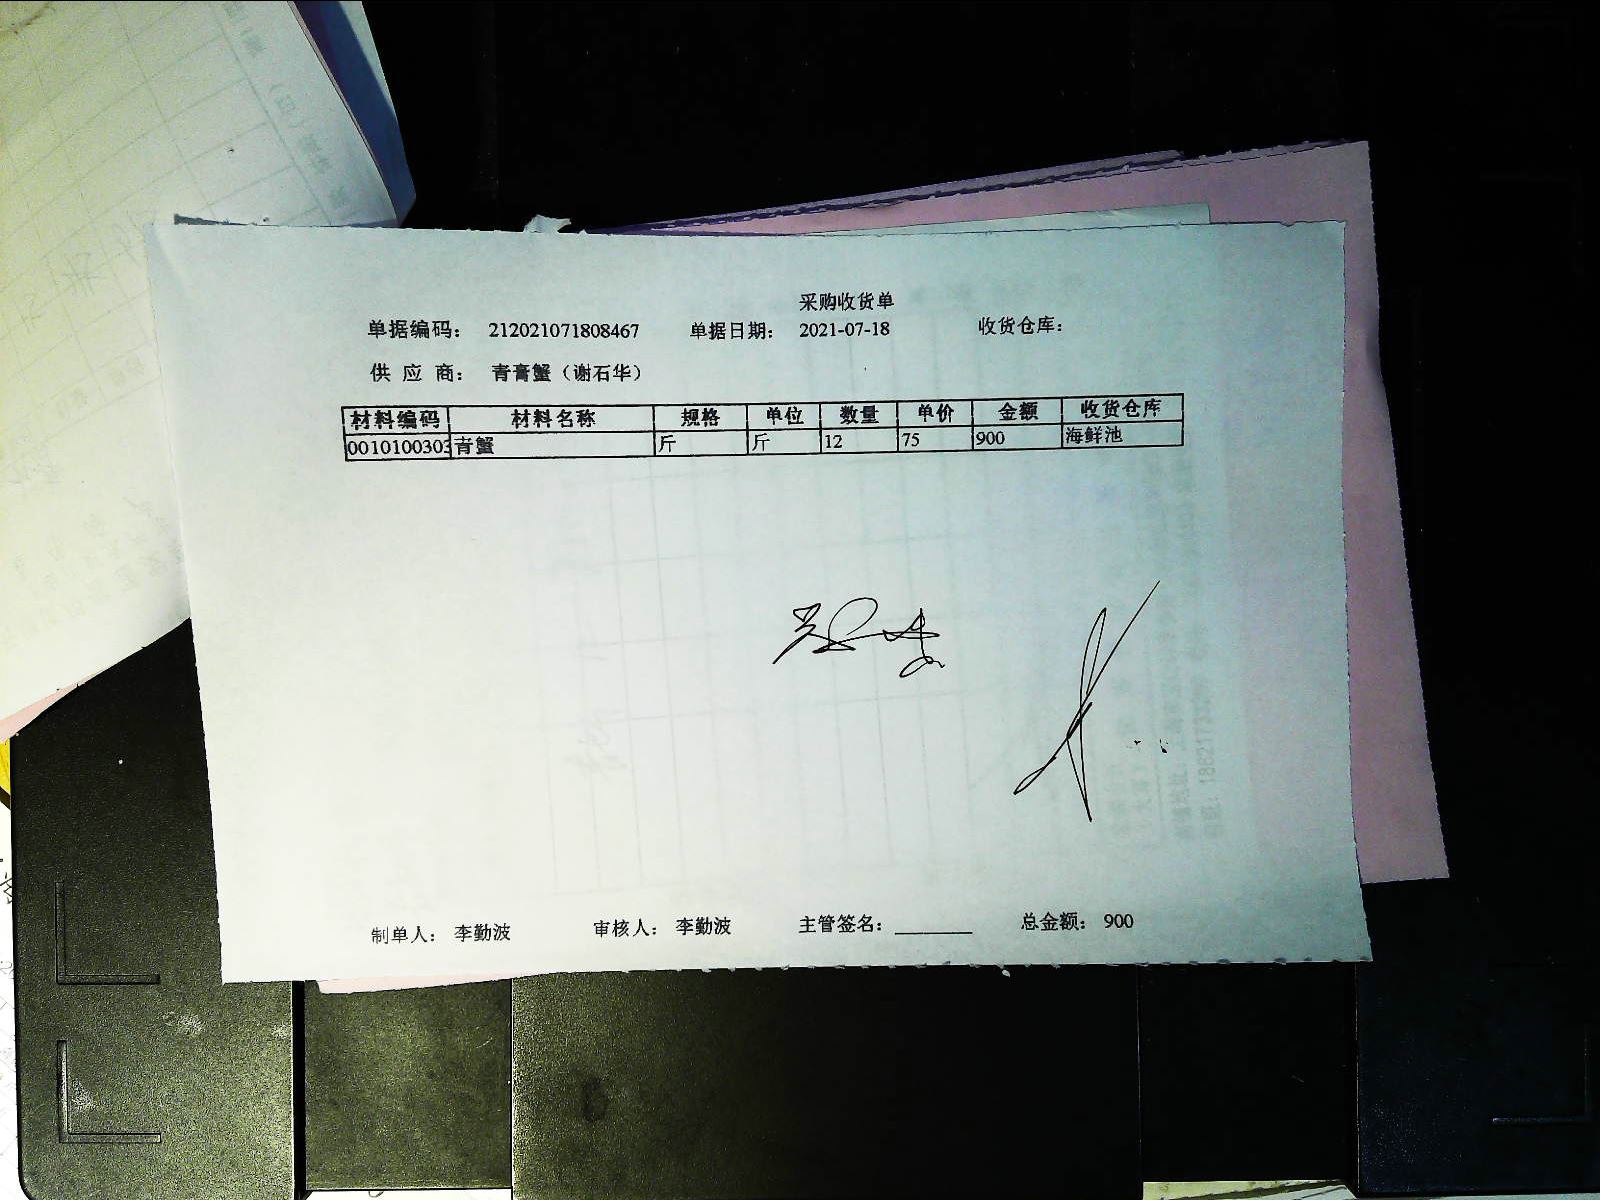 采购收货单
单据编码： 212021071808467 单据日期： 2021-07-18 收货仓库：
供 应 商： 青膏蟹（谢石华）
材料编码 材料名称 规格 单位 数量 单价 金额 收货仓库
0010100303 青蟹 斤 斤 12 75 900 海鲜池
制单人： 李勤波 审核人： 李勤波 主管签名：________ 总金额： 900